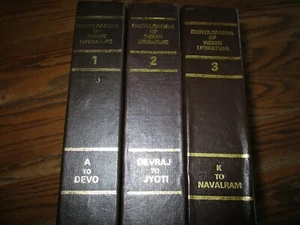 ENCYCLOPAEDIA
OF
INDIAN
LITERATURE
1
A
TO
DEVO
ENCYCLOPAEDIA
OF
INDIAN
LITERATURE
2
DEVRAJ
TO
JYOTI
ENCYCLOPAEDIA
OF
INDIAN
LITERATURE
3
K
TO
NAVALRAM